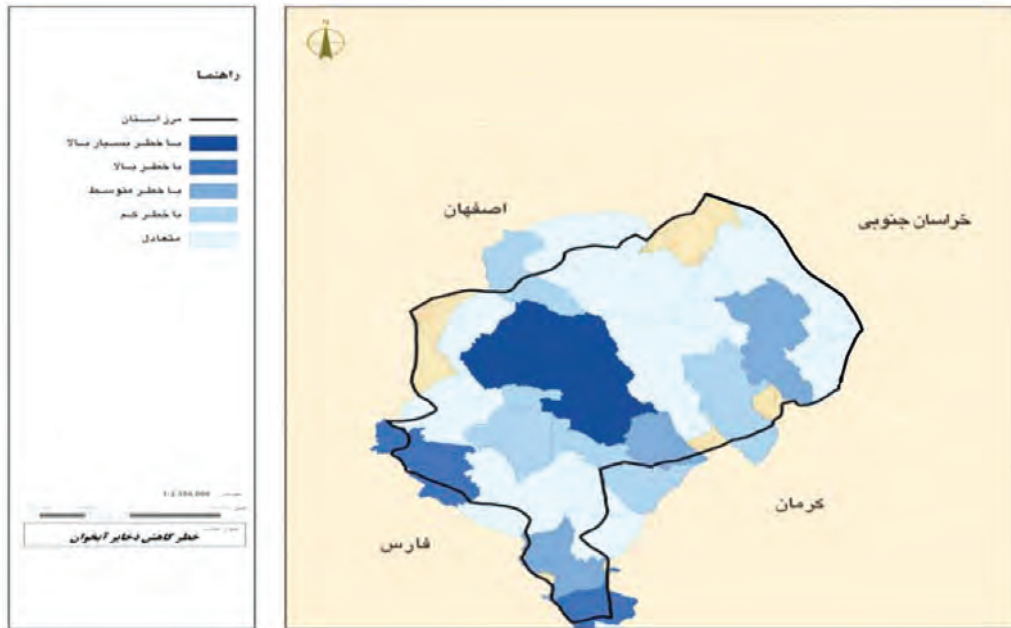 N
راهنما
مرز استان
با خطر بسیار بالا
با خطر بالا
با خطر متوسط
با خطر کم
متعادل
خطر کاهش ذخایر آبخوان
اصفهان
خراسان جنوبی
کرمان
فارس